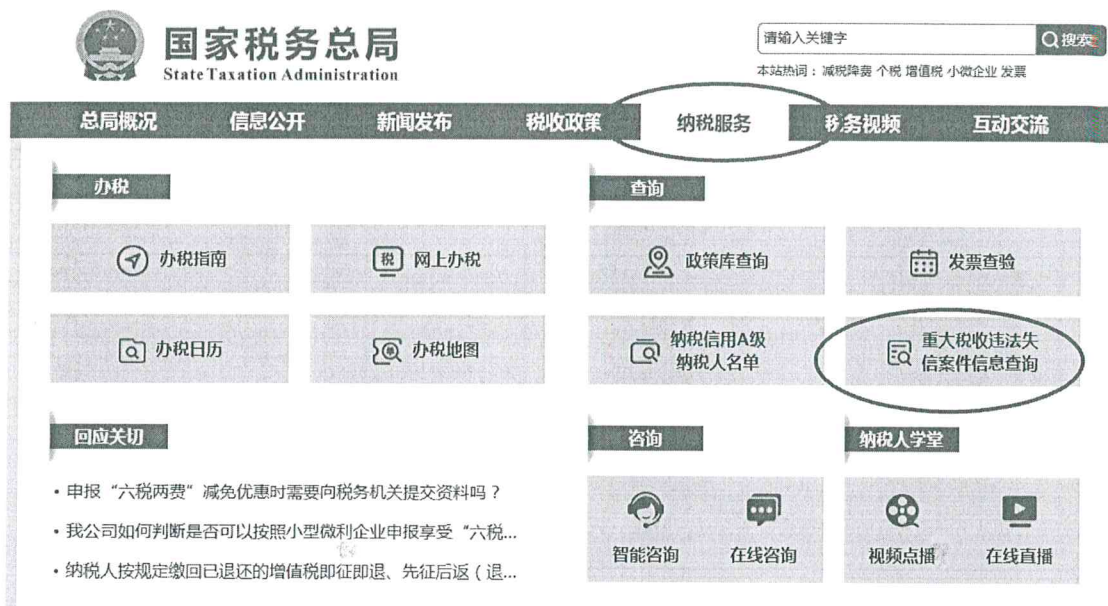 国家税务总局
State Taxation Administration
请输入关键字
搜索
本站热词：减税降费 个税 增值税 小微企业 发票
总局概况 信息公开 新闻发布 税收政策 纳税服务 税务视频 互动交流
办税
办税指南
网上办税
办税日历
税
办税地图
查询
政策库查询
发票查验
纳税信用A级
纳税人名单
重大税收违法失
信案件信息查询
回应关切
• 申报“六税两费”减免优惠时需要向税务机关提交资料吗？
• 我公司如何判断是否可以按照小型微利企业申报享受“六税...
• 纳税人按规定缴回已退还的增值税即征即退、先征后返（退...
咨询
智能咨询
在线咨询
纳税人学堂
视频点播
在线直播